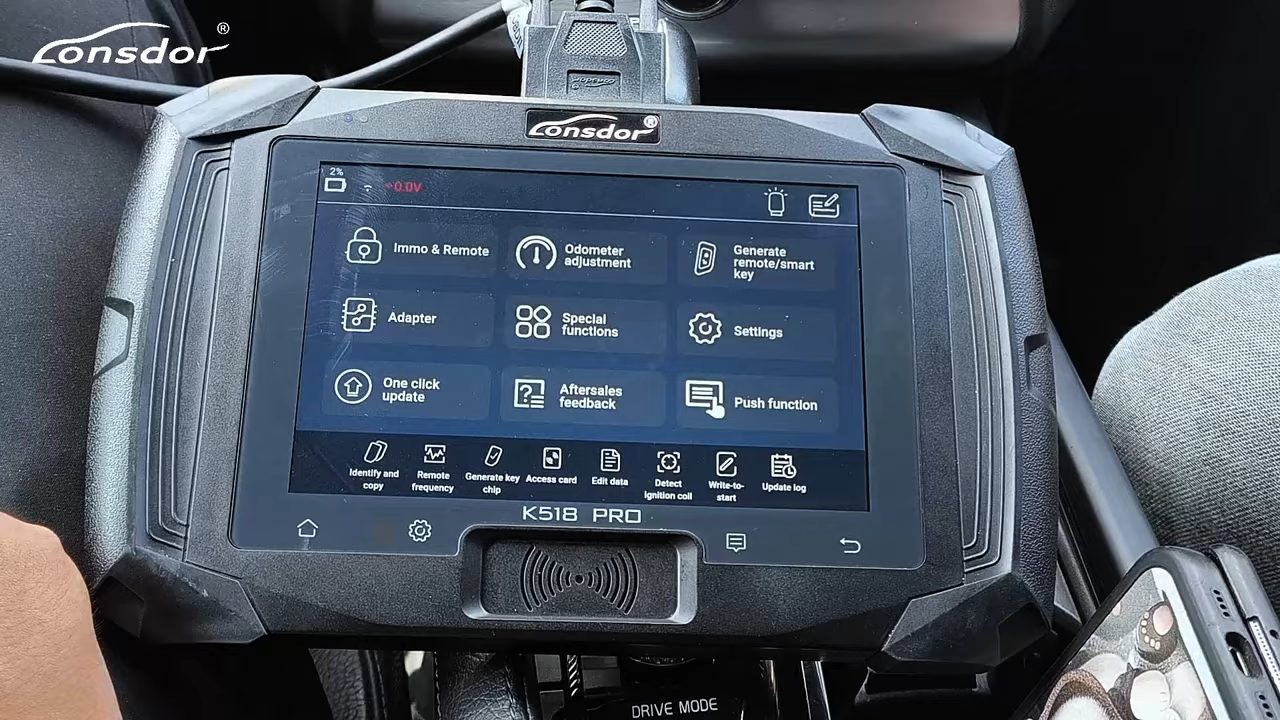 Lonsdor®
Lonsdor®
2%
0.0V
Immo & Remote
Odometer
adjustment
Generate
remote/smart
key
Adapter
Special
functions
Settings
One click
update
Aftersales
feedback
Push function
Identify and
copy
Remote
frequency
Generate key
chip
Access card
Edit data
Detect
ignition coil
Write-to-
start
Update log
K518 PRO
DRIVE MODE